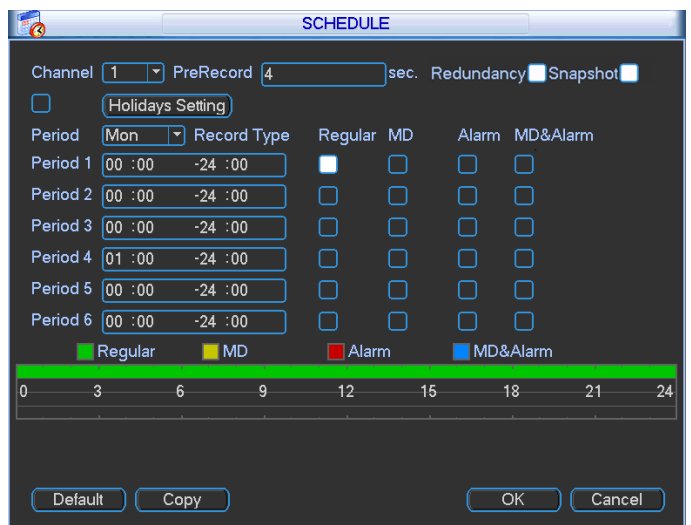 SCHEDULE
Channel 1 PreRecord 4 sec. Redundancy Snapshot
Holidays Setting
Period Mon Record Type Regular MD Alarm MD&Alarm
Period 1 00 :00 -24 :00
Period 2 00 :00 -24 :00
Period 3 00 :00 -24 :00
Period 4 01 :00 -24 :00
Period 5 00 :00 -24 :00
Period 6 00 :00 -24 :00
Regular MD Alarm MD&Alarm
0 3 6 9 12 15 18 21 24
Default Copy OK Cancel